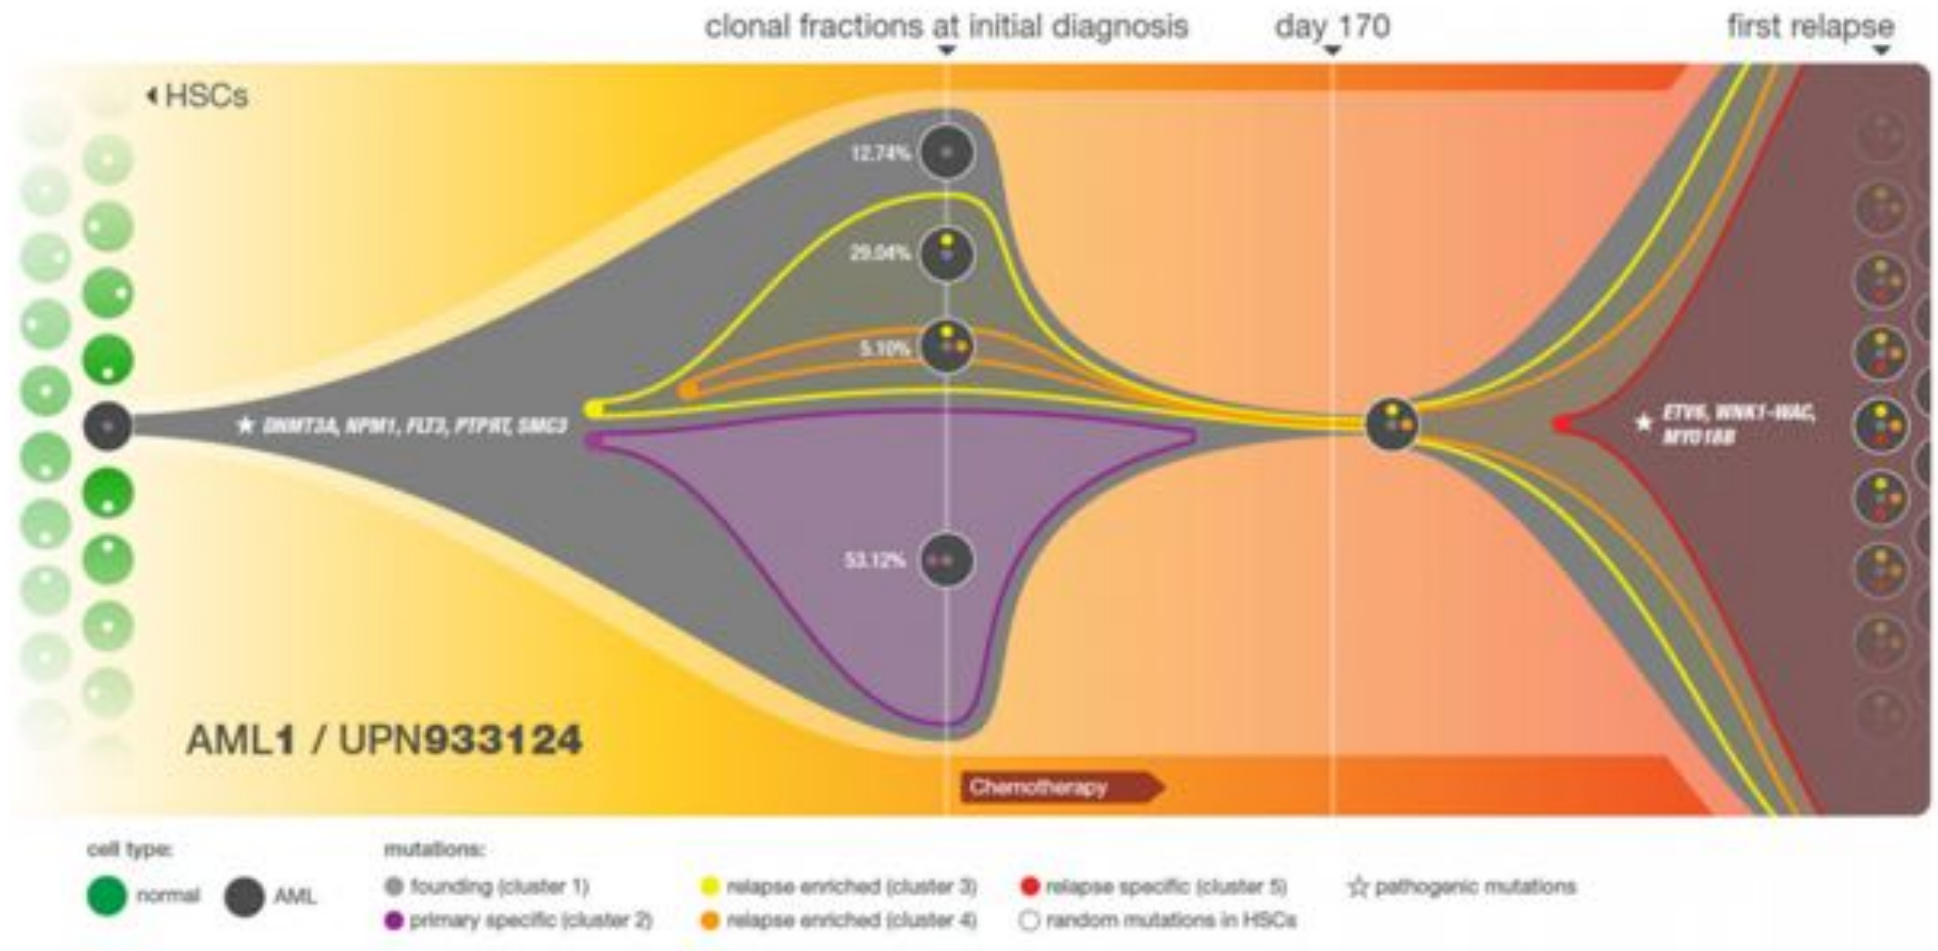 clonal fractions at initial diagnosis
day 170
first relapse
HSCs
12.74%
29.04%
5.10%
DNMT3A, NPM1, FLT3, PTPRT, SMC3
ETV6, WNK1-WAC,
MYO18B
53.12%
AML1 / UPN933124
Chemotherapy
cell type:
normal
AML
mutations:
founding (cluster 1)
primary specific (cluster 2)
relapse enriched (cluster 3)
relapse enriched (cluster 4)
relapse specific (cluster 5)
random mutations in HSCs
pathogenic mutations